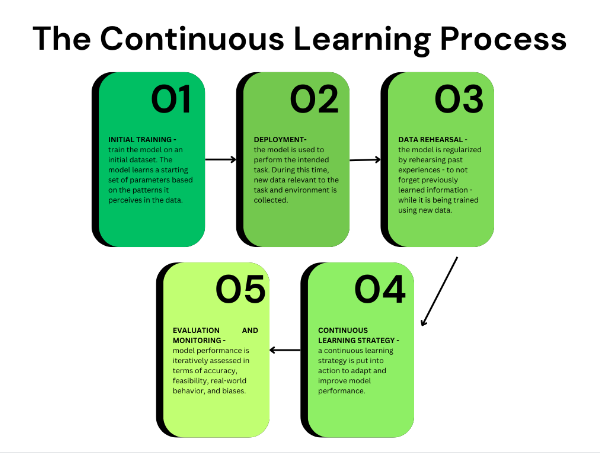 The Continuous Learning Process
01
INITIAL TRAINING -
train the model on an
initial dataset. The
model learns a starting
set of parameters based
on the patterns it
perceives in the data.
02
DEPLOYMENT-
the model is used to
perform the intended
task. During this time,
new data relevant to the
task and environment is
collected.
03
DATA REHEARSAL -
the model is regularized
by rehearsing past
experiences - to not
forget previously
learned information -
while it is being trained
using new data.
04
CONTINUOUS
LEARNING STRATEGY -
a continuous learning
strategy is put into
action to adapt and
improve model
performance.
05
EVALUATION AND
MONITORING -
model performance is
iteratively assessed in
terms of accuracy,
feasibility, real-world
behavior, and biases.